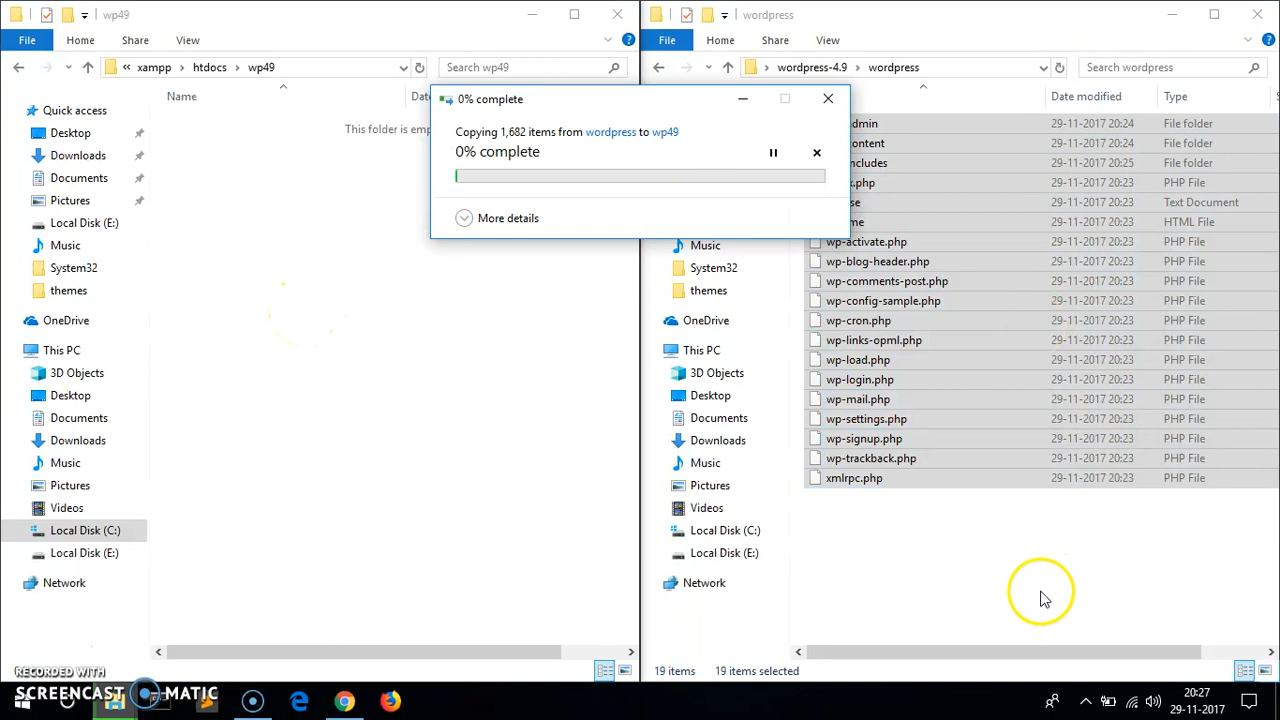 wp49
File
Home
Share
View
« xampp › htdocs › wp49
Search wp49
Name
This folder is emp
Quick access
Desktop
Downloads
Documents
Pictures
Local Disk (E:)
Music
System32
themes
OneDrive
This PC
3D Objects
Desktop
Documents
Downloads
Music
Pictures
Videos
Local Disk (C:)
Local Disk (E:)
Network
0% complete
Copying 1,682 items from wordpress to wp49
0% complete
More details
wordpress
File
Home
Share
View
wordpress-4.9 › wordpress
Search wordpress
Date modified
Type
Music
System32
themes
OneDrive
This PC
3D Objects
Desktop
Documents
Downloads
Music
Pictures
Videos
Local Disk (C:)
Local Disk (E:)
Network
29-11-2017 20:24 File folder
29-11-2017 20:24 File folder
29-11-2017 20:24 File folder
29-11-2017 20:23 PHP File
29-11-2017 20:23 Text Document
29-11-2017 20:23 HTML File
wp-activate.php 29-11-2017 20:23 PHP File
wp-blog-header.php 29-11-2017 20:23 PHP File
wp-comments-post.php 29-11-2017 20:23 PHP File
wp-config-sample.php 29-11-2017 20:23 PHP File
wp-cron.php 29-11-2017 20:23 PHP File
wp-links-opml.php 29-11-2017 20:23 PHP File
wp-load.php 29-11-2017 20:23 PHP File
wp-login.php 29-11-2017 20:23 PHP File
wp-mail.php 29-11-2017 20:23 PHP File
wp-settings.php 29-11-2017 20:23 PHP File
wp-signup.php 29-11-2017 20:23 PHP File
wp-trackback.php 29-11-2017 20:23 PHP File
xmlrpc.php 29-11-2017 20:23 PHP File
19 items
19 items selected
RECORDED WITH
SCREENCAST MATIC
20:27
29-11-2017